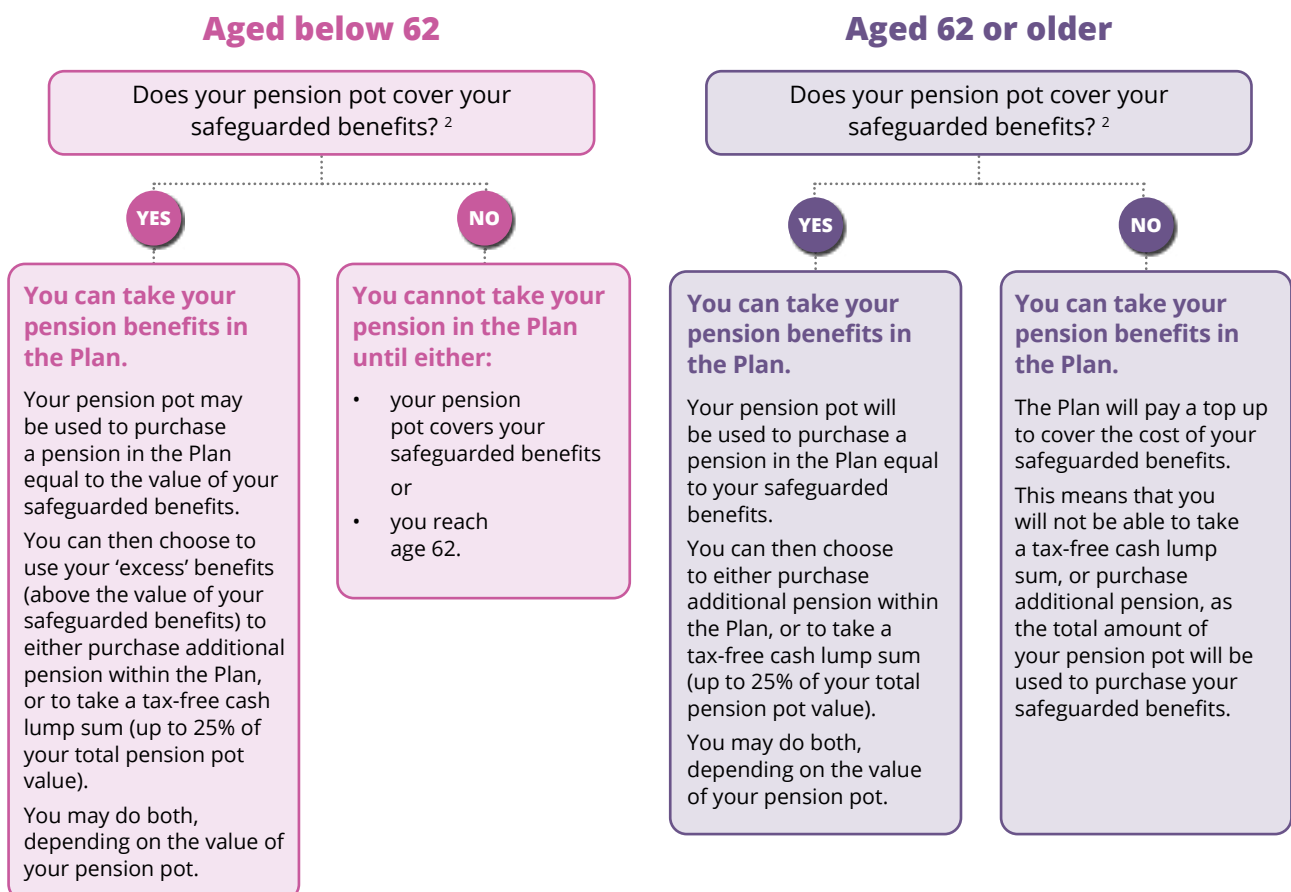 Aged below 62
Does your pension pot cover your
safeguarded benefits? 2
YES
You can take your
pension benefits in
the Plan.
Your pension pot may
be used to purchase
a pension in the Plan
equal to the value of your
safeguarded benefits.
You can then choose to
use your ‘excess’ benefits
(above the value of your
safeguarded benefits) to
either purchase additional
pension within the Plan,
or to take a tax-free cash
lump sum (up to 25% of
your total pension pot
value).
You may do both,
depending on the value of
your pension pot.
NO
You cannot take your
pension in the Plan
until either:
• your pension
pot covers your
safeguarded benefits
or
• you reach
age 62.
Aged 62 or older
Does your pension pot cover your
safeguarded benefits? 2
YES
You can take your
pension benefits in
the Plan.
Your pension pot will
be used to purchase a
pension in the Plan equal
to your safeguarded
benefits.
You can then choose
to either purchase
additional pension within
the Plan, or to take a
tax-free cash lump sum
(up to 25% of your total
pension pot value).
You may do both,
depending on the value
of your pension pot.
NO
You can take your
pension benefits in
the Plan.
The Plan will pay a top up
to cover the cost of your
safeguarded benefits.
This means that you
will not be able to take
a tax-free cash lump
sum, or purchase
additional pension, as
the total amount of
your pension pot will be
used to purchase your
safeguarded benefits.